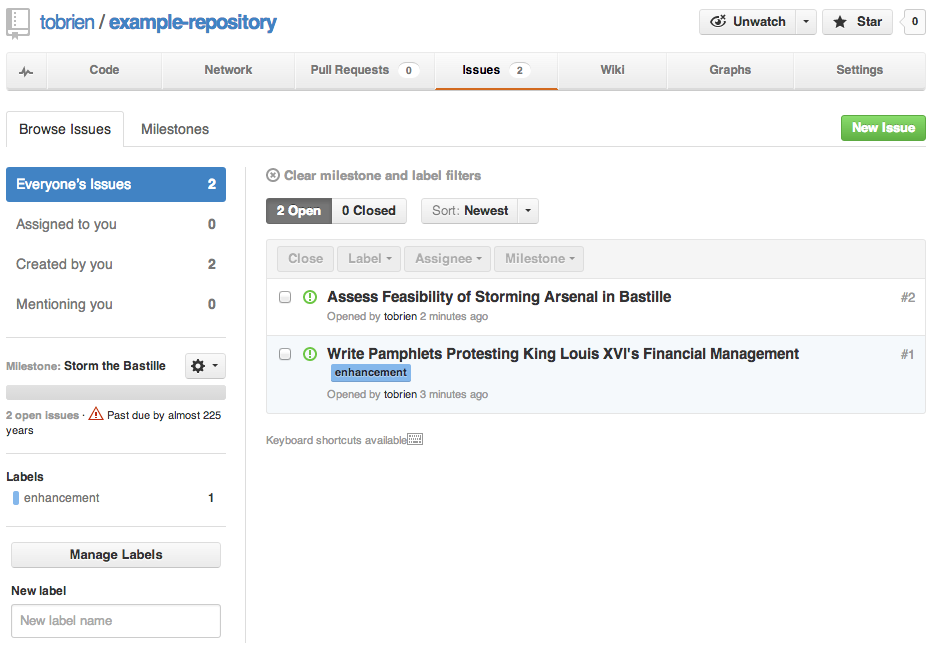 tobrien / example-repository
Unwatch
Star
0
Code
Network
Pull Requests 0
Issues 2
Wiki
Graphs
Settings
Browse Issues
Milestones
New Issue
Everyone's Issues 2
Assigned to you 0
Created by you 2
Mentioning you 0
Milestone: Storm the Bastille
2 open issues · Past due by almost 225
years
Labels
enhancement 1
Manage Labels
New label
New label name
Clear milestone and label filters
2 Open
0 Closed
Sort: Newest
Close
Label
Assignee
Milestone
Assess Feasibility of Storming Arsenal in Bastille #2
Opened by tobrien 2 minutes ago
Write Pamphlets Protesting King Louis XVI's Financial Management #1
enhancement
Opened by tobrien 3 minutes ago
Keyboard shortcuts available